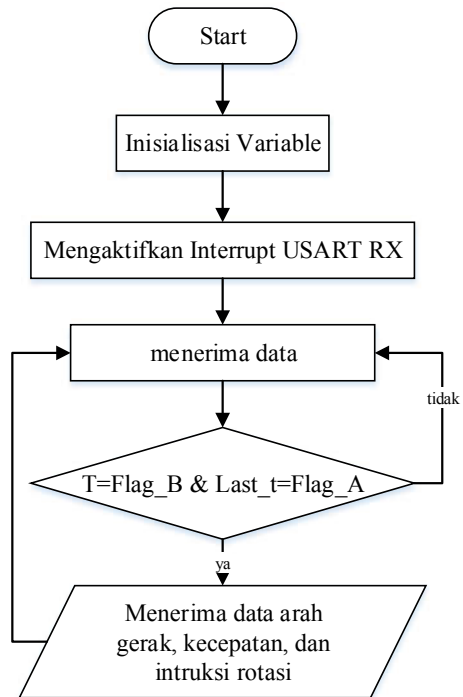 Start
Inisialisasi Variable
Mengaktifkan Interrupt USART RX
menerima data
tidak
T=Flag_B & Last_t=Flag_A
ya
Menerima data arah
gerak, kecepatan, dan
intruksi rotasi